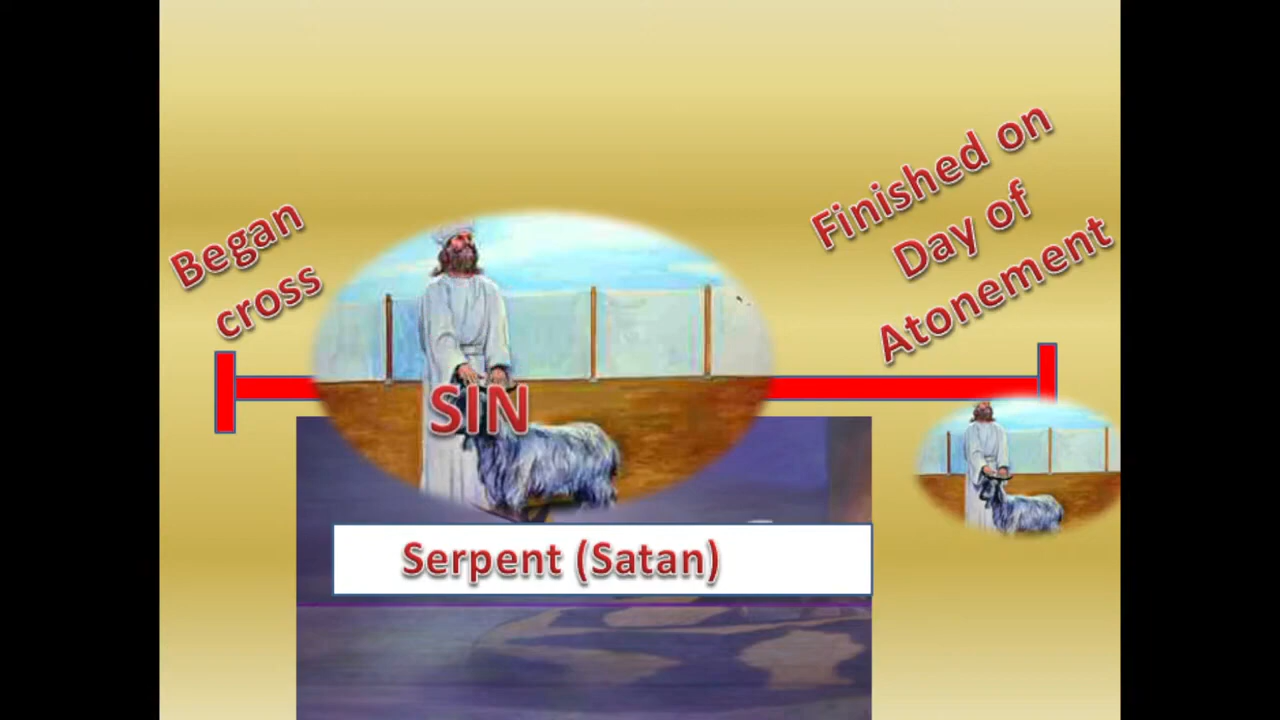 Began
cross
Finished on
Day of
Atonement
SIN
Serpent (Satan)